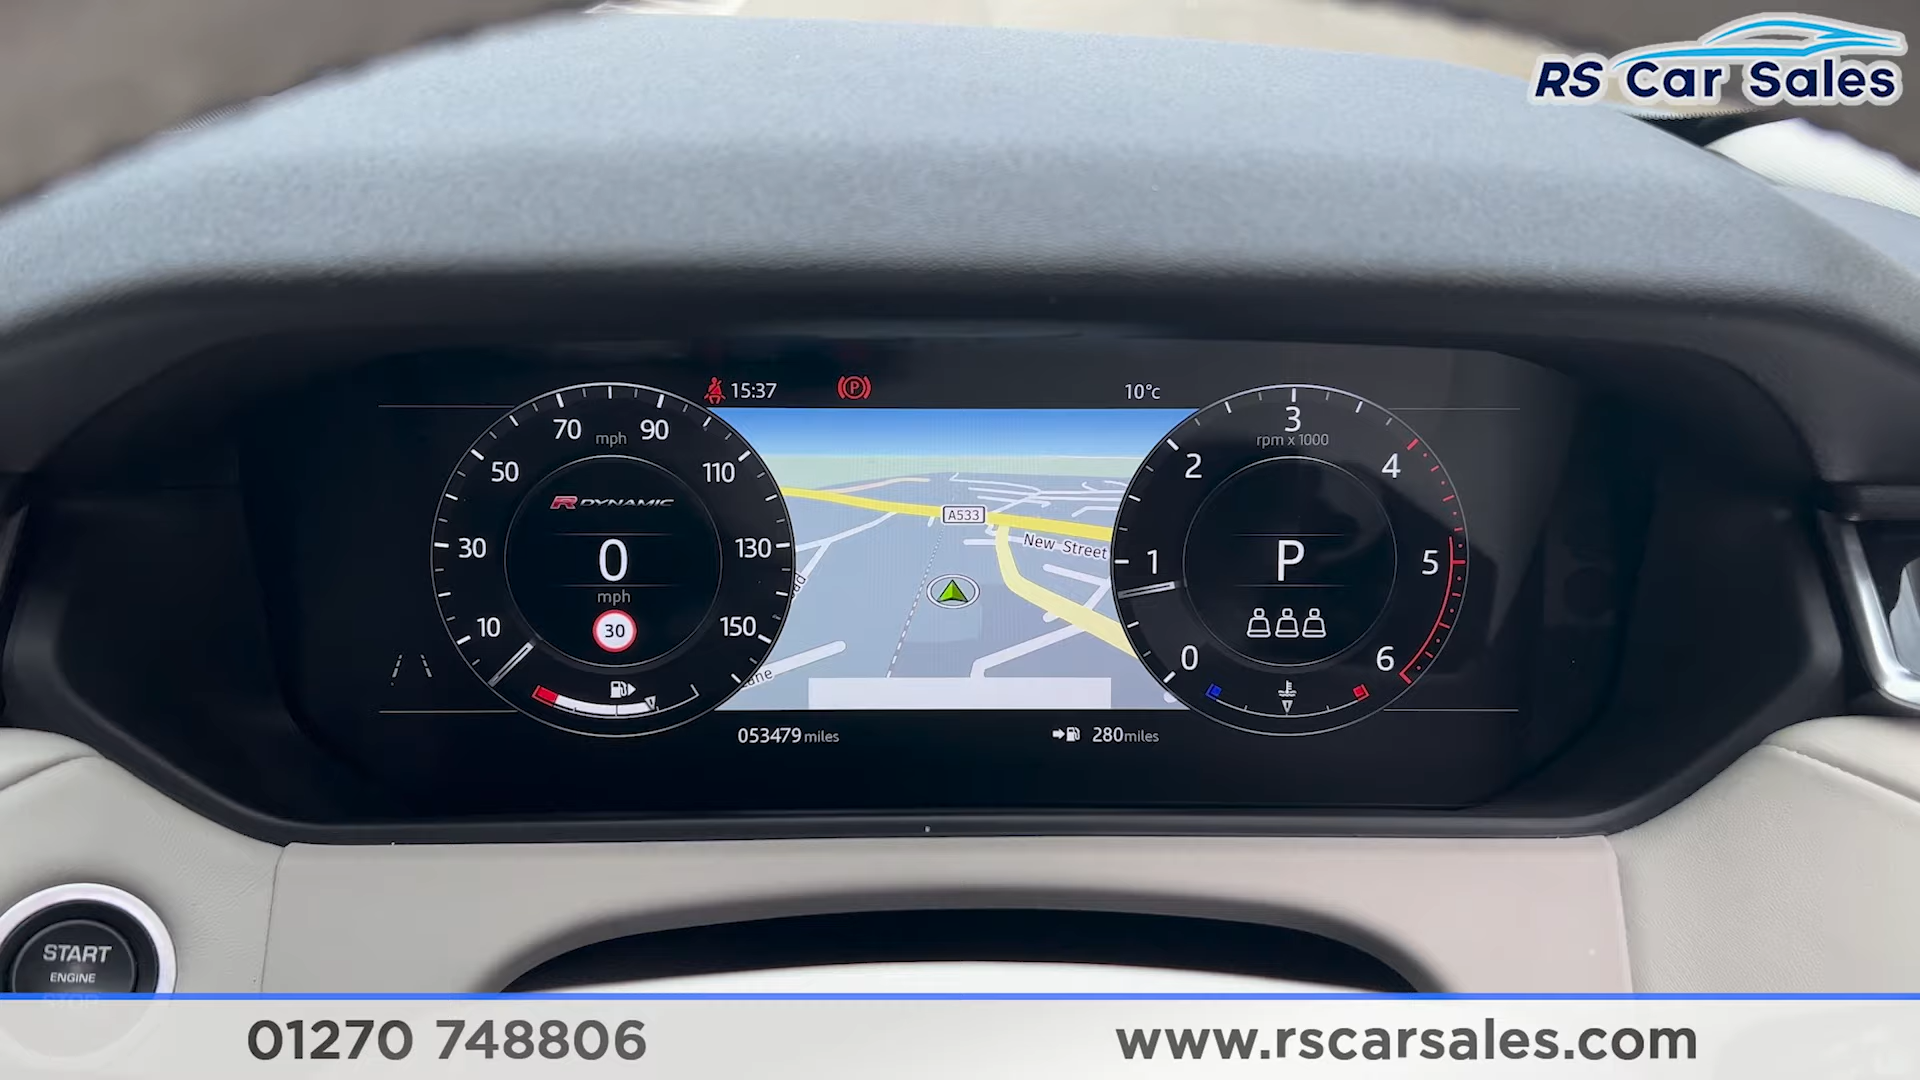 RS Car Sales
15:37
P
10°c
70 mph 90
50 110
R DYNAMIC
30 0 130
mph
10 30 150
3
rpm x 1000
2 4
1 P 5
0 6
A533
New Street
053479 miles
280 miles
START
ENGINE
STOP
01270 748806
www.rscarsales.com